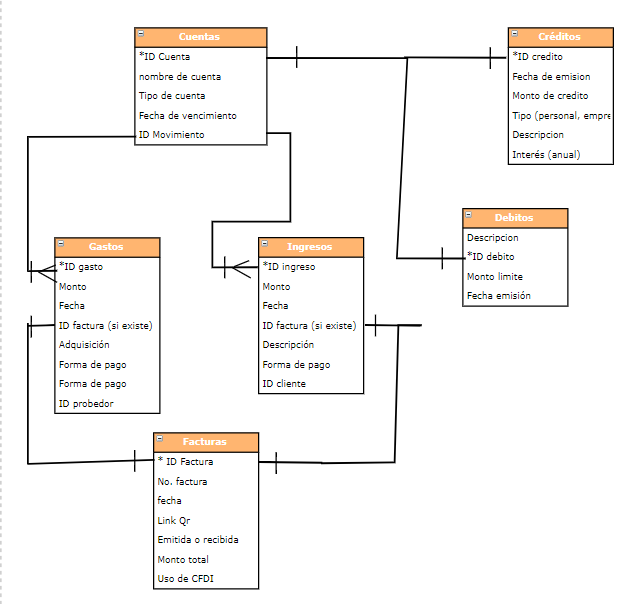 Cuentas
*ID Cuenta
nombre de cuenta
Tipo de cuenta
Fecha de vencimiento
ID Movimiento
Créditos
*ID credito
Fecha de emision
Monto de credito
Tipo (personal, empre
Descripcion
Interés (anual)
Debitos
Descripcion
*ID debito
Monto limite
Fecha emisión
Gastos
*ID gasto
Monto
Fecha
ID factura (si existe)
Adquisición
Forma de pago
Forma de pago
ID probedor
Ingresos
*ID ingreso
Monto
Fecha
ID factura (si existe)
Descripción
Forma de pago
ID cliente
Facturas
* ID Factura
No. factura
fecha
Link Qr
Emitida o recibida
Monto total
Uso de CFDI